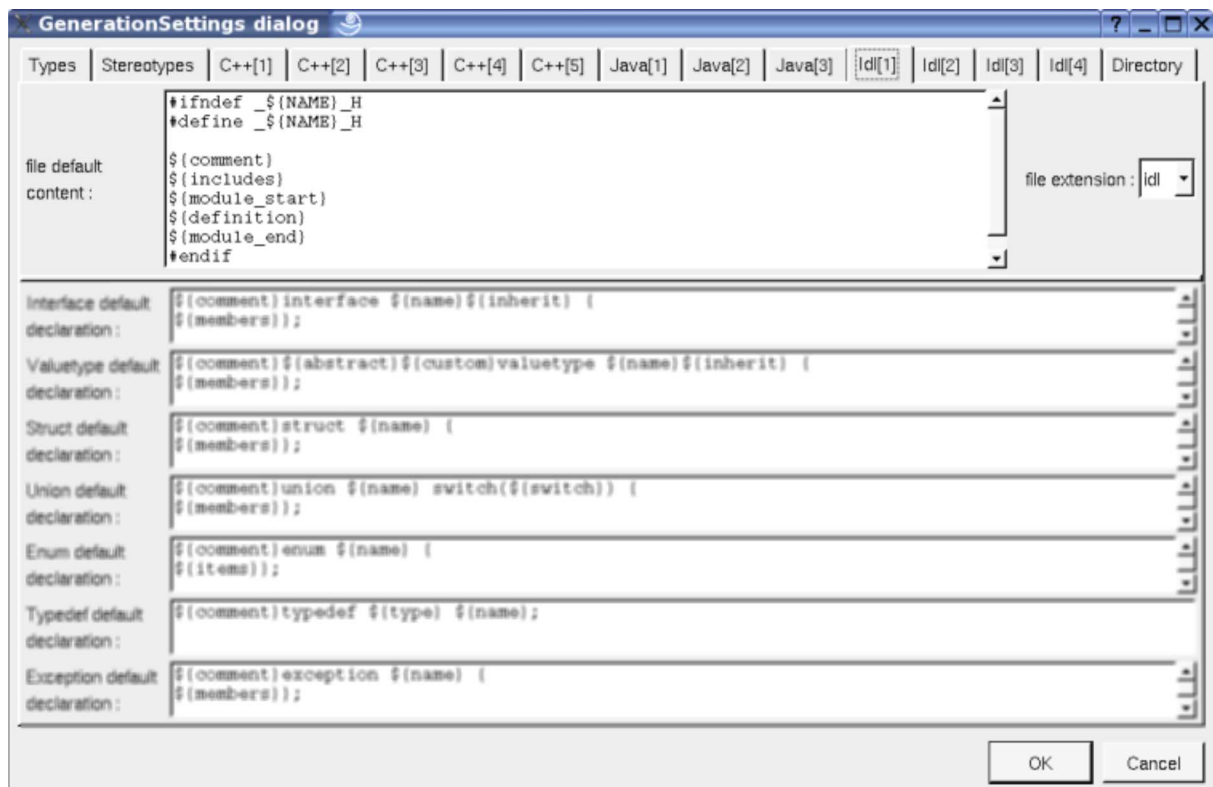 GenerationSettings dialog
Types Stereotypes C++[1] C++[2] C++[3] C++[4] C++[5] Java[1] Java[2] Java[3] Idl[1] Idl[2] Idl[3] Idl[4] Directory
file default
content :
#ifndef _${NAME}_H
#define _${NAME}_H
${comment}
${includes}
${module_start}
${definition}
${module_end}
#endif
file extension : idl
Interface default
declaration :
${comment}interface ${name}${inherit} {
${members}};
Valuetype default
declaration :
${comment}${abstract}${custom}valuetype ${name}${inherit} {
${members}};
Struct default
declaration :
${comment}struct ${name} {
${members}};
Union default
declaration :
${comment}union ${name} switch(${switch}) {
${members}};
Enum default
declaration :
${comment}enum ${name} {
${items}};
Typedef default
declaration :
${comment}typedef ${type} ${name};
Exception default
declaration :
${comment}exception ${name} {
${members}};
OK Cancel